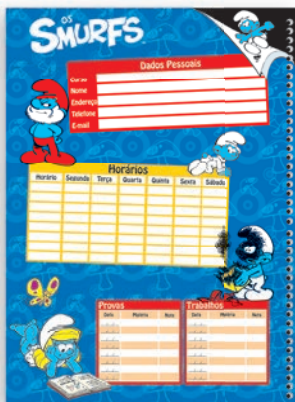 OS
SMURFS
Dados Pessoais
Nome
Endereço
Telefone
E-mail
Horários
Horário Segunda Terça Quarta Quinta Sexta Sábado
Provas Trabalhos
Data Matéria Nota Data Matéria Nota